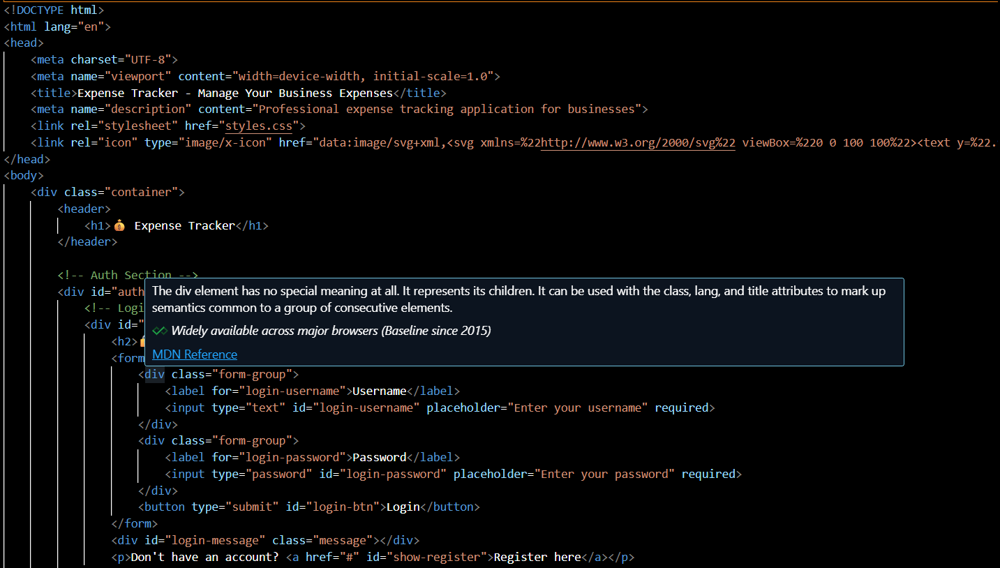 <!DOCTYPE html>
<html lang="en">
<head>
    <meta charset="UTF-8">
    <meta name="viewport" content="width=device-width, initial-scale=1.0">
    <title>Expense Tracker - Manage Your Business Expenses</title>
    <meta name="description" content="Professional expense tracking application for businesses">
    <link rel="stylesheet" href="styles.css">
    <link rel="icon" type="image/x-icon" href="data:image/svg+xml,<svg xmlns=%22http://www.w3.org/2000/svg%22 viewBox=%220 0 100 100%22><text y=%22.
</head>
<body>
    <div class="container">
        <header>
            <h1>💰 Expense Tracker</h1>
        </header>
        <!-- Auth Section -->
        <div id="auth
            <!-- Logi
            <div id="
                <h2>
                <form
The div element has no special meaning at all. It represents its children. It can be used with the class, lang, and title attributes to mark up
semantics common to a group of consecutive elements.
Widely available across major browsers (Baseline since 2015)
MDN Reference
                    <div class="form-group">
                        <label for="login-username">Username</label>
                        <input type="text" id="login-username" placeholder="Enter your username" required>
                    </div>
                    <div class="form-group">
                        <label for="login-password">Password</label>
                        <input type="password" id="login-password" placeholder="Enter your password" required>
                    </div>
                    <button type="submit" id="login-btn">Login</button>
                </form>
                <div id="login-message" class="message"></div>
                <p>Don't have an account? <a href="#" id="show-register">Register here</a></p>